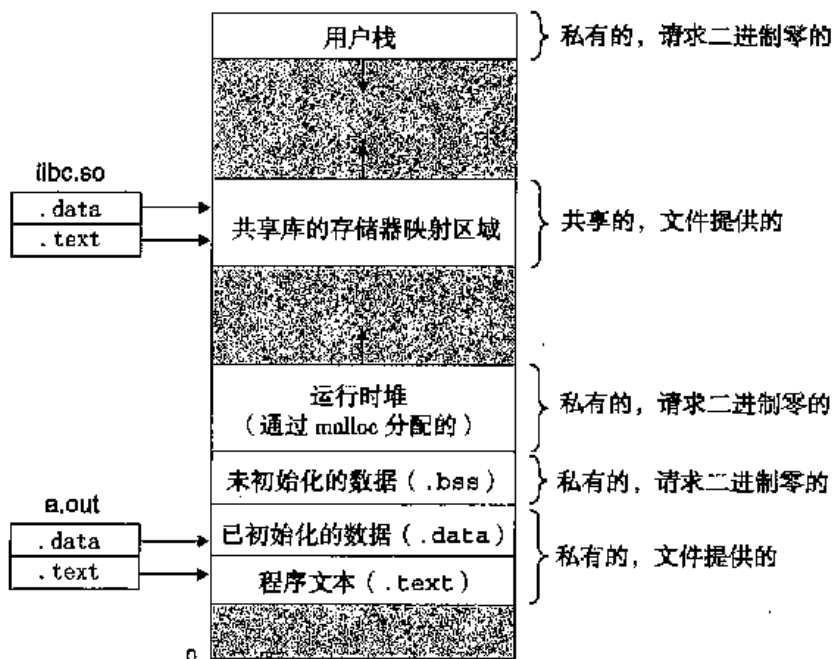 用户栈
私有的, 请求二进制零的
libc.so
.data
.text
共享库的存储器映射区域
共享的, 文件提供的
运行时堆
(通过 malloc 分配的)
私有的, 请求二进制零的
未初始化的数据(.bss)
私有的, 请求二进制零的
a.out
.data
.text
已初始化的数据(.data)
程序文本(.text)
私有的, 文件提供的
0